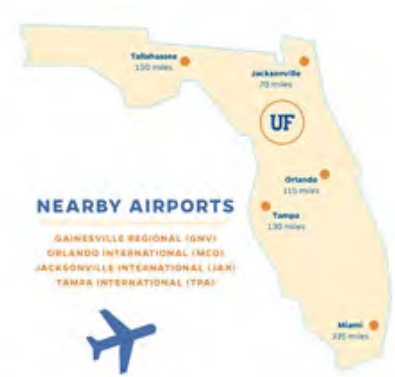 Tallahassee
150 miles
Jacksonville
70 miles
UF
Orlando
115 miles
Tampa
130 miles
NEARBY AIRPORTS
GAINESVILLE REGIONAL (GNV)
ORLANDO INTERNATIONAL (MCO)
JACKSONVILLE INTERNATIONAL (JAX)
TAMPA INTERNATIONAL (TPA)
Miami
335 miles